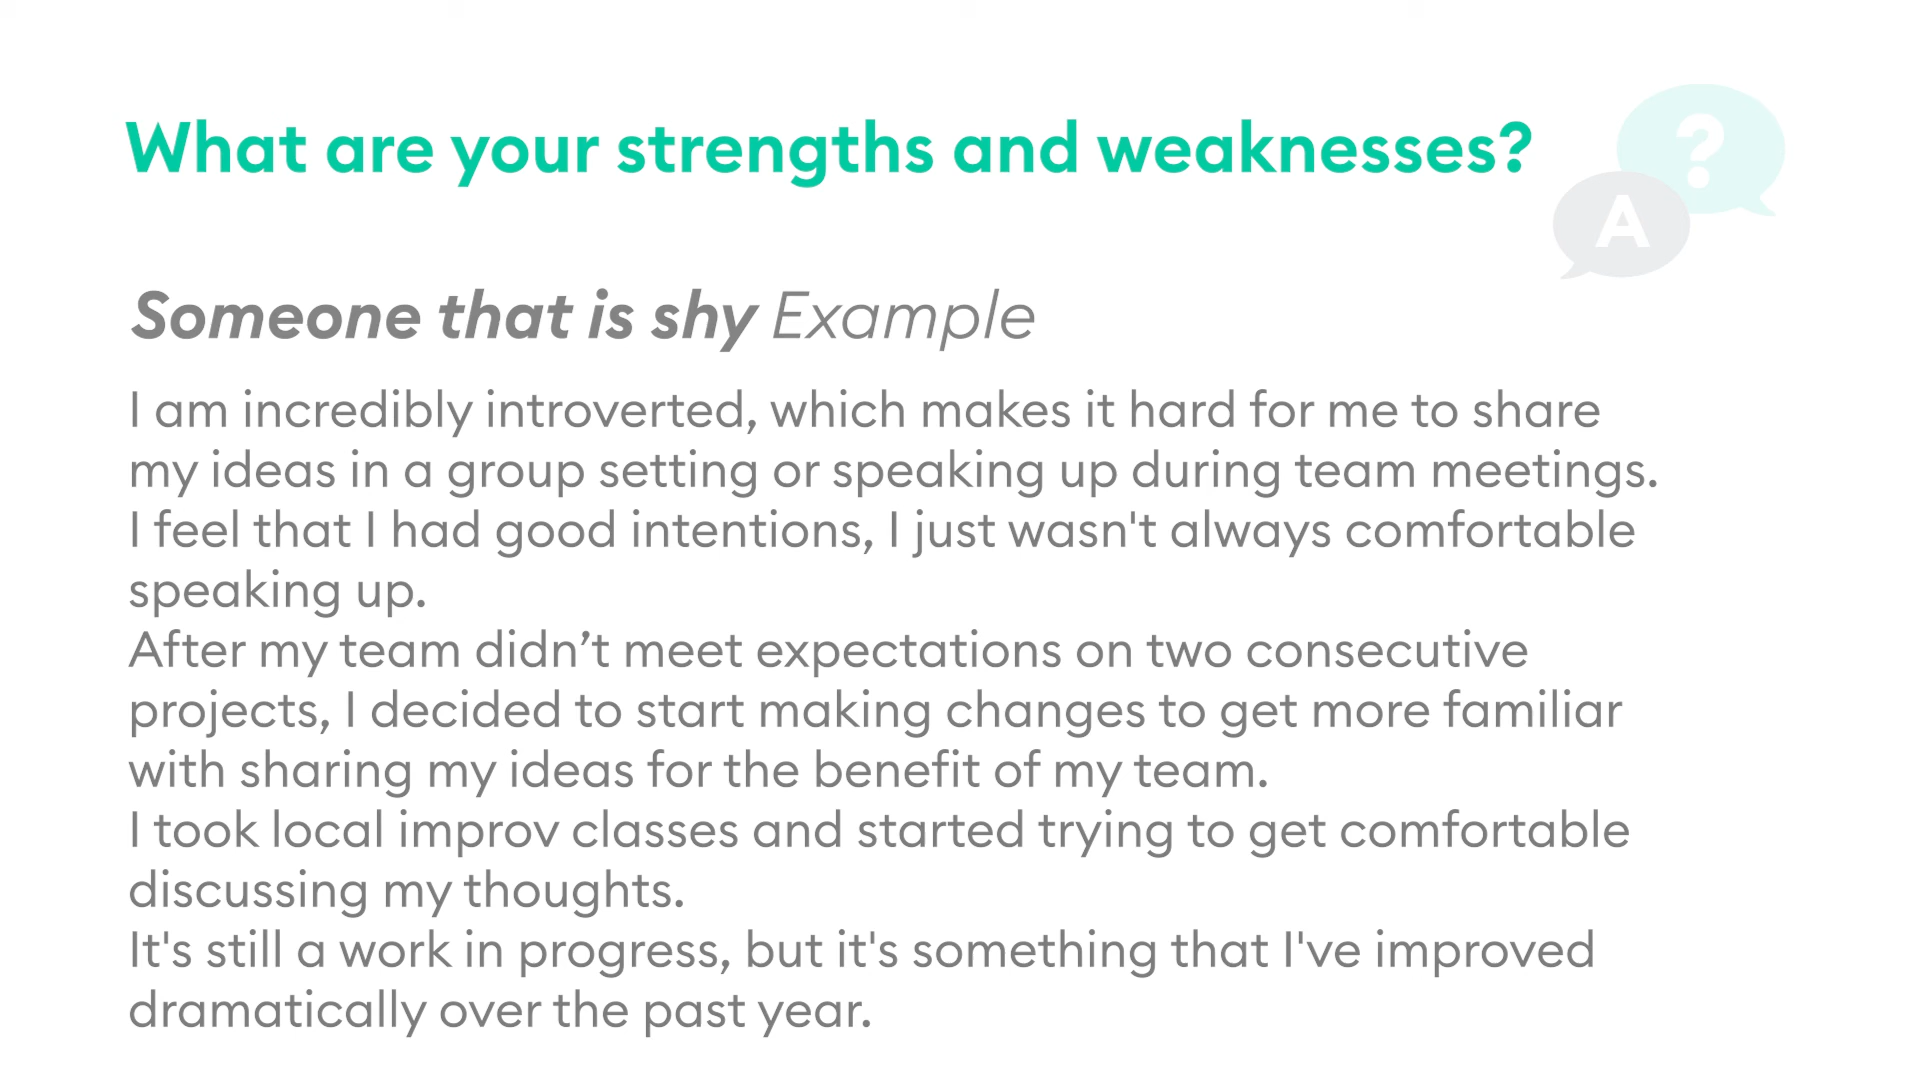 What are your strengths and weaknesses?
?
A
Someone that is shy Example
I am incredibly introverted, which makes it hard for me to share
my ideas in a group setting or speaking up during team meetings.
I feel that I had good intentions, I just wasn't always comfortable
speaking up.
After my team didn’t meet expectations on two consecutive
projects, I decided to start making changes to get more familiar
with sharing my ideas for the benefit of my team.
I took local improv classes and started trying to get comfortable
discussing my thoughts.
It's still a work in progress, but it's something that I've improved
dramatically over the past year.